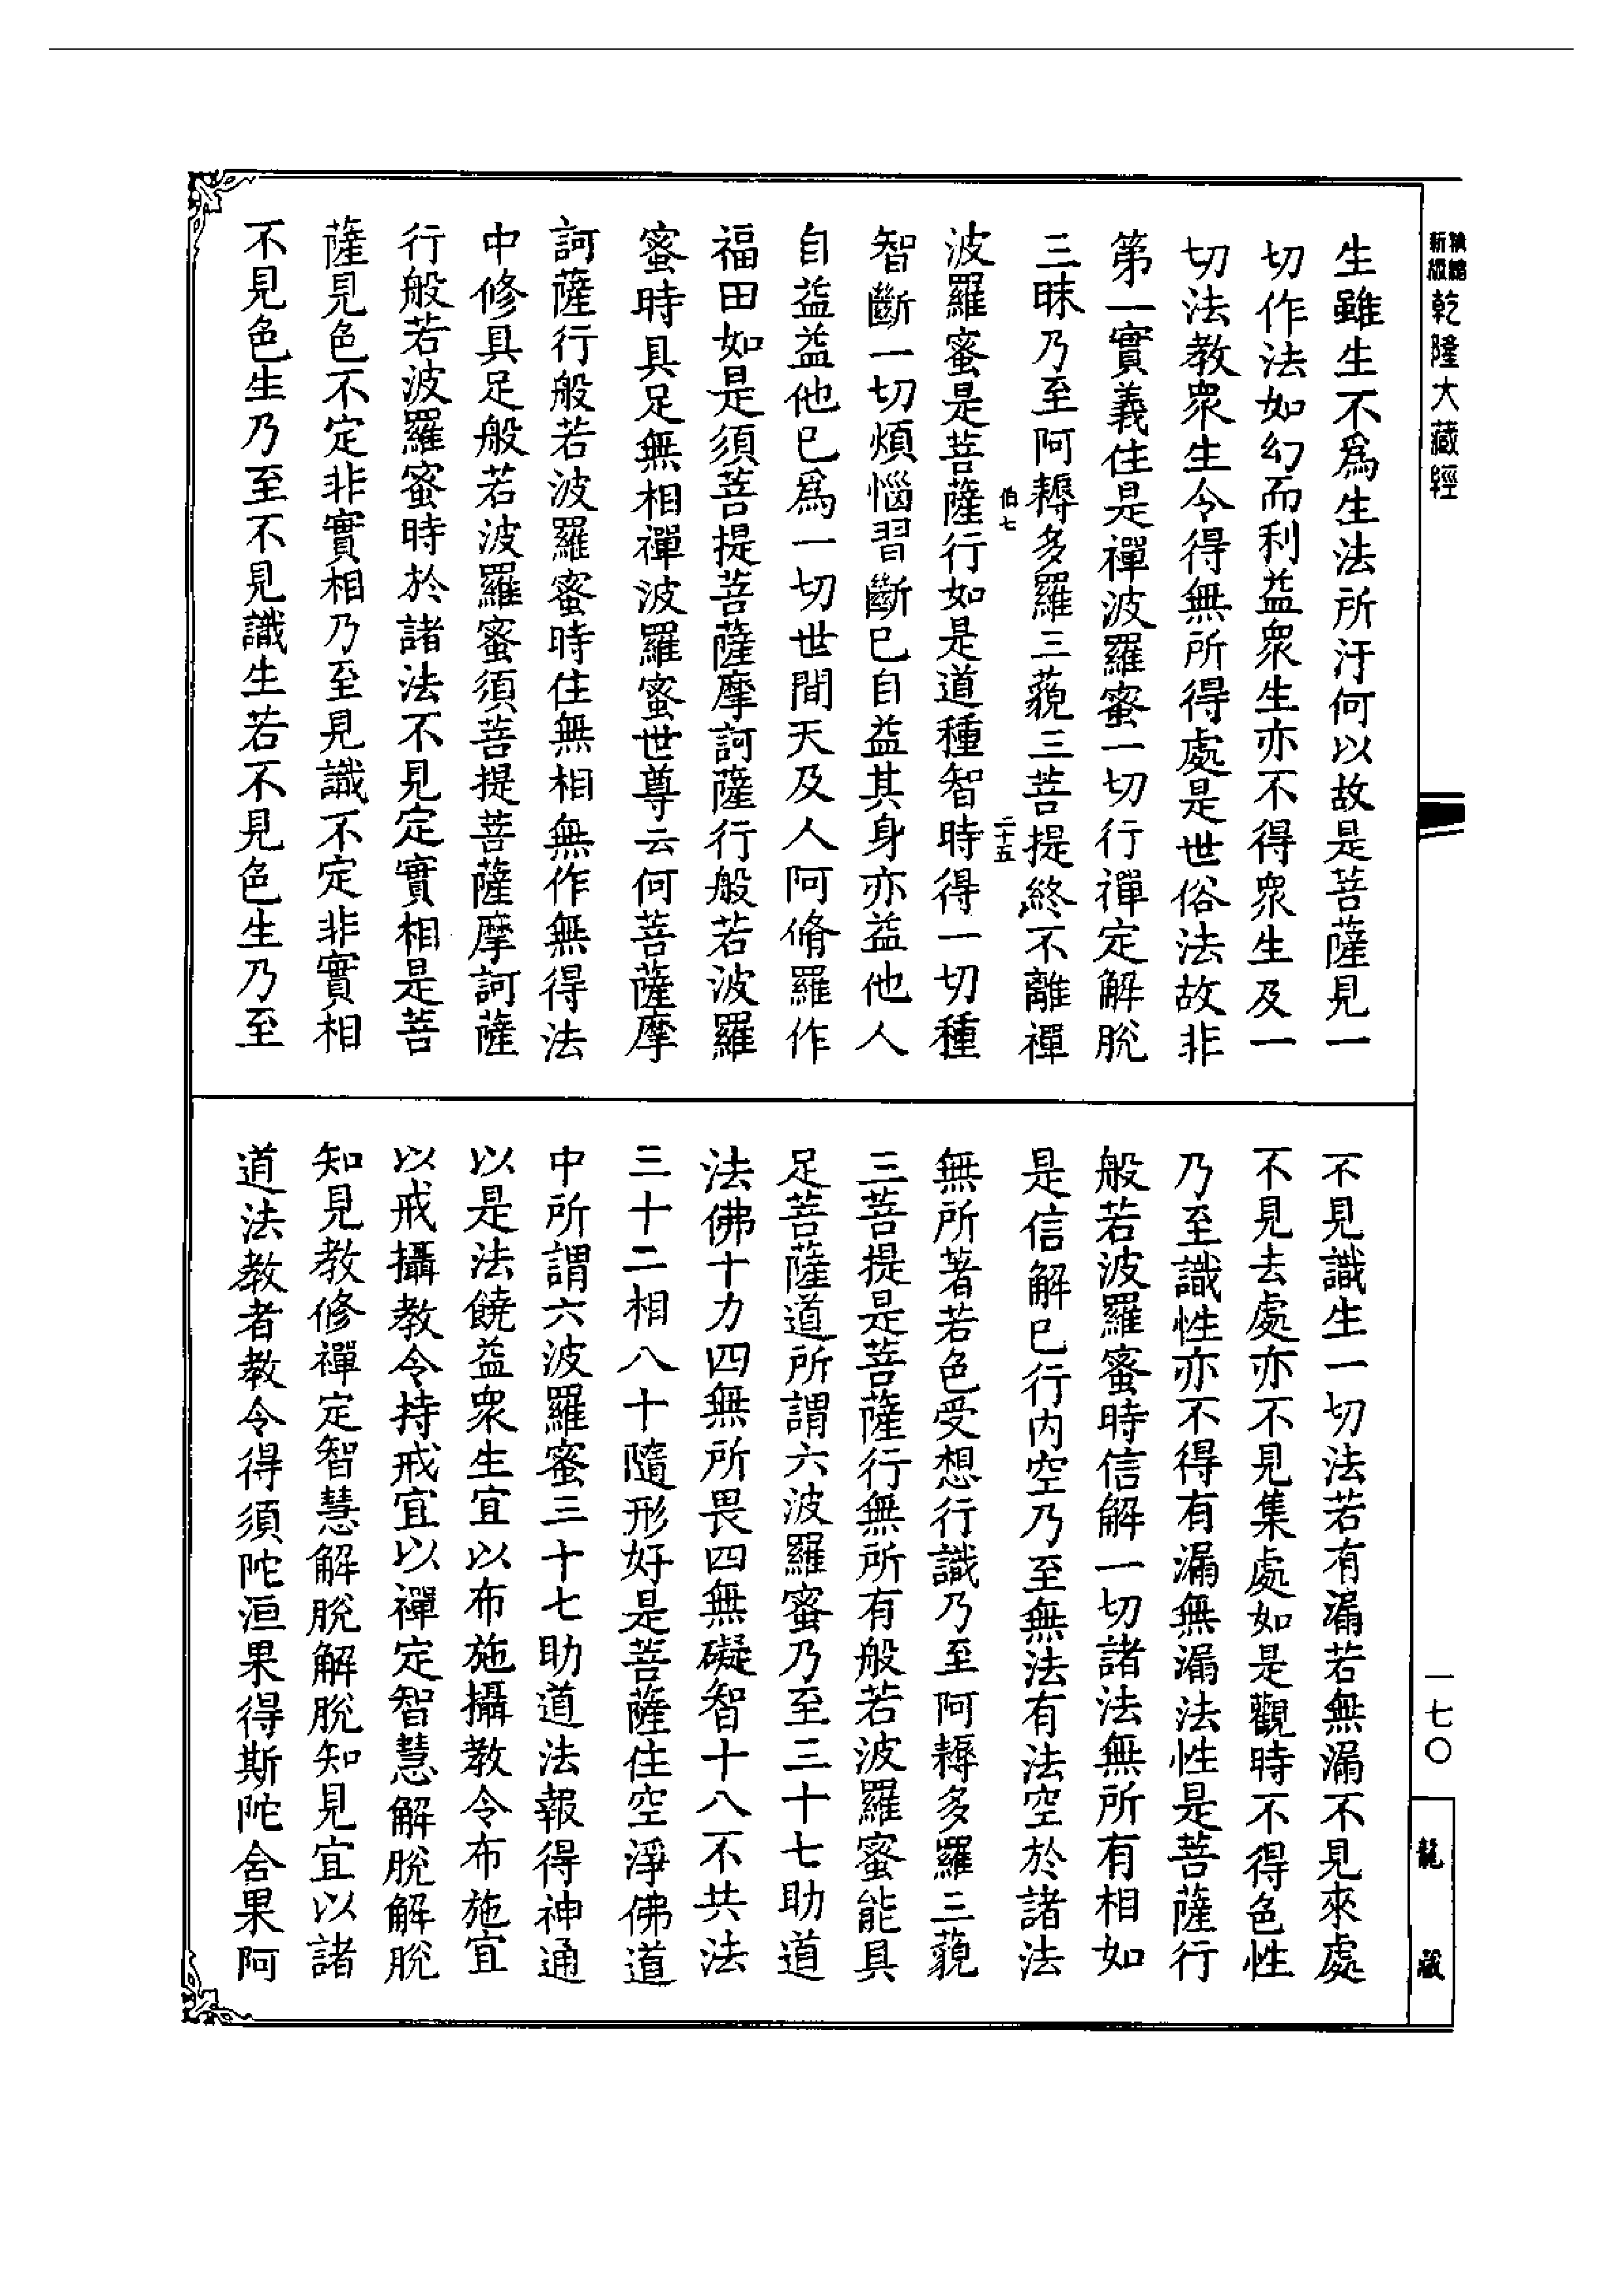 新編縮版乾隆大藏經
生雖生不爲生法所汙何以故是菩薩見一
切作法如幻而利益衆生亦不得衆生及一
切法教衆生令得無所得處是世俗法故非
第一實義住是禪波羅蜜一切行禪定解脫
三昧乃至阿耨多羅三藐三菩提終不離禪
伯七 二十五
波羅蜜是菩薩行如是道種智時得一切種
智斷一切煩惱習斷已自益其身亦益他人
自益益他已爲一切世間天及人阿脩羅作
福田如是須菩提菩薩摩訶薩行般若波羅
蜜時具足無相禪波羅蜜世尊云何菩薩摩
訶薩行般若波羅蜜時住無相無作無得法
中修具足般若波羅蜜須菩提菩薩摩訶薩
行般若波羅蜜時於諸法不見定實相是菩
薩見色不定非實相乃至見識不定非實相
不見色生乃至不見識生若不見色生乃至
不見識生一切法若有漏若無漏不見來處
不見去處亦不見集處如是觀時不得色性
乃至識性亦不得有漏無漏法性是菩薩行
般若波羅蜜時信解一切諸法無所有相如
是信解已行內空乃至無法有法空於諸法
無所著若色受想行識乃至阿耨多羅三藐
三菩提是菩薩行無所有般若波羅蜜能具
足菩薩道所謂六波羅蜜乃至三十七助道
法佛十力四無所畏四無礙智十八不共法
三十二相八十隨形好是菩薩住空淨佛道
中所謂六波羅蜜三十七助道法報得神通
以是法饒益衆生宜以布施攝教令布施宜
以戒攝教令持戒宜以禪定智慧解脫解脫
知見教修禪定智慧解脫解脫知見宜以諸
道法教者教令得須陀洹果得斯陀含果阿
一七〇
龍藏